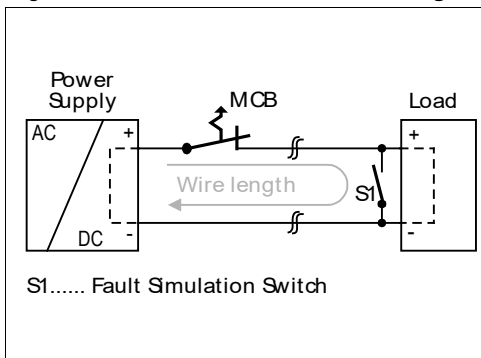 Power
Supply
MCB
Load
AC
+
+
Wire length
S1
-
-
DC
S1...... Fault Simulation Switch